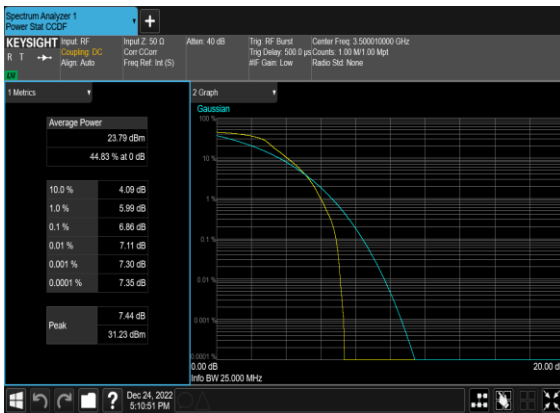 Spectrum Analyzer 1
Power Stat CCDF
+
KEYSIGHT
R T
LV
Input: RF
Coupling: DC
Align: Auto
Input Z: 50 Ω
Corr CCorr
Freq Ref: Int (S)
Atten: 40 dB
Trig: RF Burst
Trig Delay: 500.0 µs
#IF Gain: Low
Center Freq: 3.500010000 GHz
Counts: 1.00 M/1.00 Mpt
Radio Std: None
1 Metrics
Average Power
23.79 dBm
44.83 % at 0 dB
10.0 % 4.09 dB
1.0 % 5.99 dB
0.1 % 6.86 dB
0.01 % 7.11 dB
0.001 % 7.30 dB
0.0001 % 7.35 dB
Peak
7.44 dB
31.23 dBm
2 Graph
Gaussian
100 %
10 %
1 %
0.1 %
0.01 %
0.001 %
0.0001 %
0.00 dB
20.00 d
Info BW 25.000 MHz
?
Dec 24, 2022
5:10:51 PM